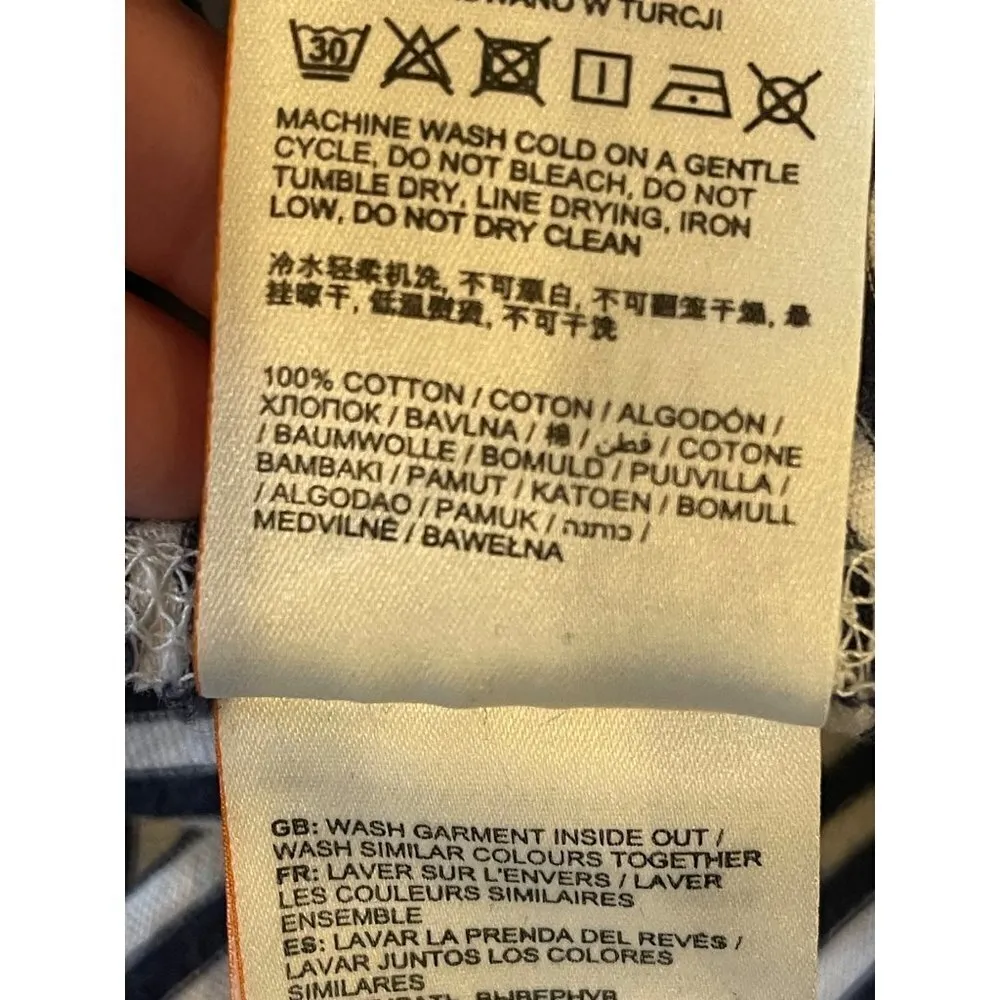 W TURCJI
30
MACHINE WASH COLD ON A GENTLE
CYCLE, DO NOT BLEACH, DO NOT
TUMBLE DRY, LINE DRYING, IRON
LOW, DO NOT DRY CLEAN
冷水轻柔机洗, 不可漂白, 不可翻笼干燥, 悬
挂晾干, 低温熨烫, 不可干洗
100% COTTON / COTON / ALGODÓN /
ХЛОПОК / BAVLNA / 棉 / قطن / COTONE
/ BAUMWOLLE / BOMULD / PUUVILLA /
BAMBAKI / PAMUT / KATOEN / BOMULL
/ ALGODAO / PAMUK / כותנה /
MEDVILNĖ / BAWEŁNA
GB: WASH GARMENT INSIDE OUT /
WASH SIMILAR COLOURS TOGETHER
FR: LAVER SUR L'ENVERS / LAVER
LES COULEURS SIMILAIRES
ENSEMBLE
ES: LAVAR LA PRENDA DEL REVÉS /
LAVAR JUNTOS LOS COLORES
SIMILARES